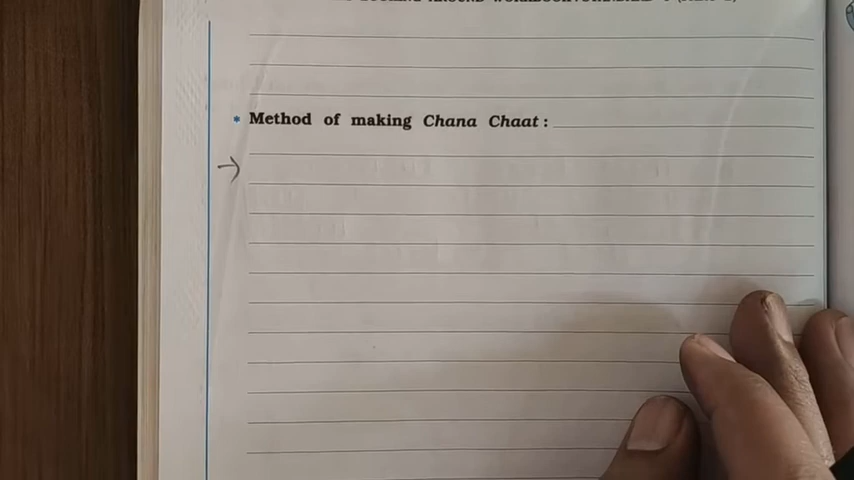 * Method of making Chana Chaat :
→